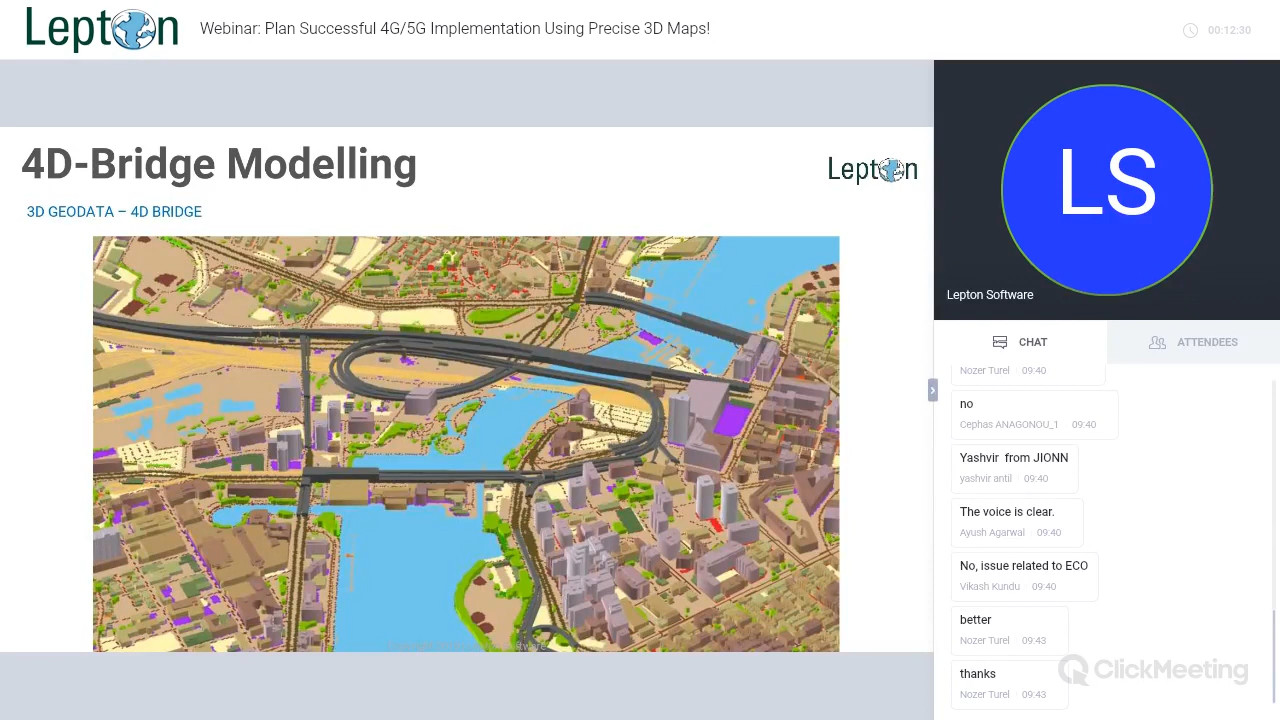 Lepton
Webinar: Plan Successful 4G/5G Implementation Using Precise 3D Maps!
00:12:30
4D-Bridge Modelling
Lepton
3D GEODATA – 4D BRIDGE
LS
Lepton Software
CHAT
ATTENDEES
Nozer Turel 09:40
no
Cephas ANAGONOU_1 09:40
Yashvir from JIONN
yashvir antil 09:40
The voice is clear.
Ayush Agarwal 09:40
No, issue related to ECO
Vikash Kundu 09:40
better
Nozer Turel 09:43
thanks
Nozer Turel 09:43
ClickMeeting